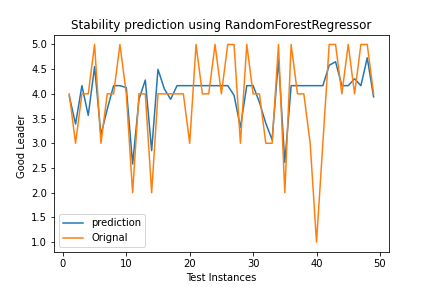 Stability prediction using RandomForestRegressor
5.0
4.5
4.0
3.5
3.0
2.5
2.0
1.5
1.0
Good Leader
prediction
Orignal
0 10 20 30 40 50
Test Instances